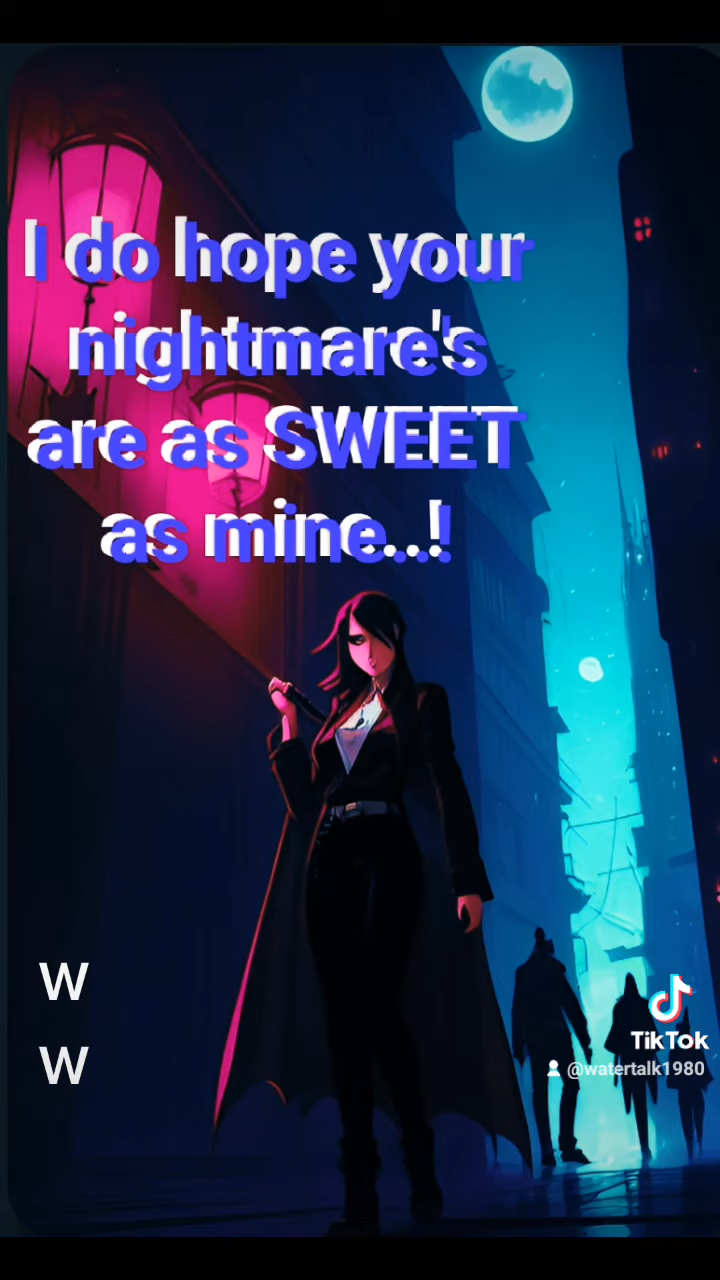 I do hope your
nightmare's
are as SWEET
as mine..!
W
W
TikTok
@watertalk1980